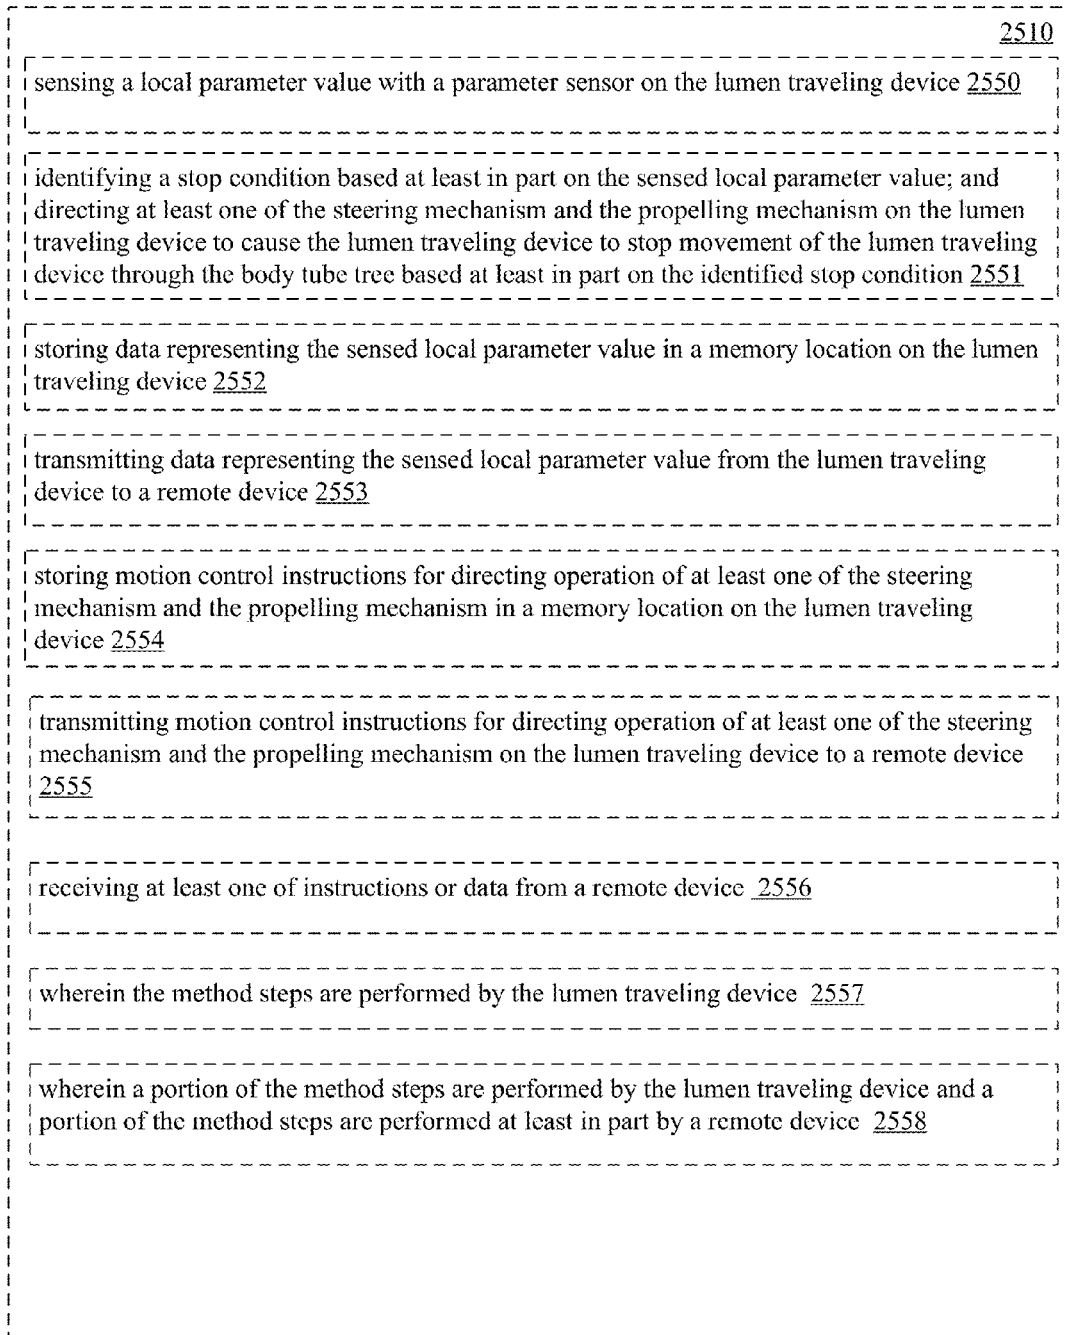 2510
sensing a local parameter value with a parameter sensor on the lumen traveling device 2550
identifying a stop condition based at least in part on the sensed local parameter value; and
directing at least one of the steering mechanism and the propelling mechanism on the lumen
traveling device to cause the lumen traveling device to stop movement of the lumen traveling
device through the body tube tree based at least in part on the identified stop condition 2551
storing data representing the sensed local parameter value in a memory location on the lumen
traveling device 2552
transmitting data representing the sensed local parameter value from the lumen traveling
device to a remote device 2553
storing motion control instructions for directing operation of at least one of the steering
mechanism and the propelling mechanism in a memory location on the lumen traveling
device 2554
transmitting motion control instructions for directing operation of at least one of the steering
mechanism and the propelling mechanism on the lumen traveling device to a remote device
2555
receiving at least one of instructions or data from a remote device 2556
wherein the method steps are performed by the lumen traveling device 2557
wherein a portion of the method steps are performed by the lumen traveling device and a
portion of the method steps are performed at least in part by a remote device 2558